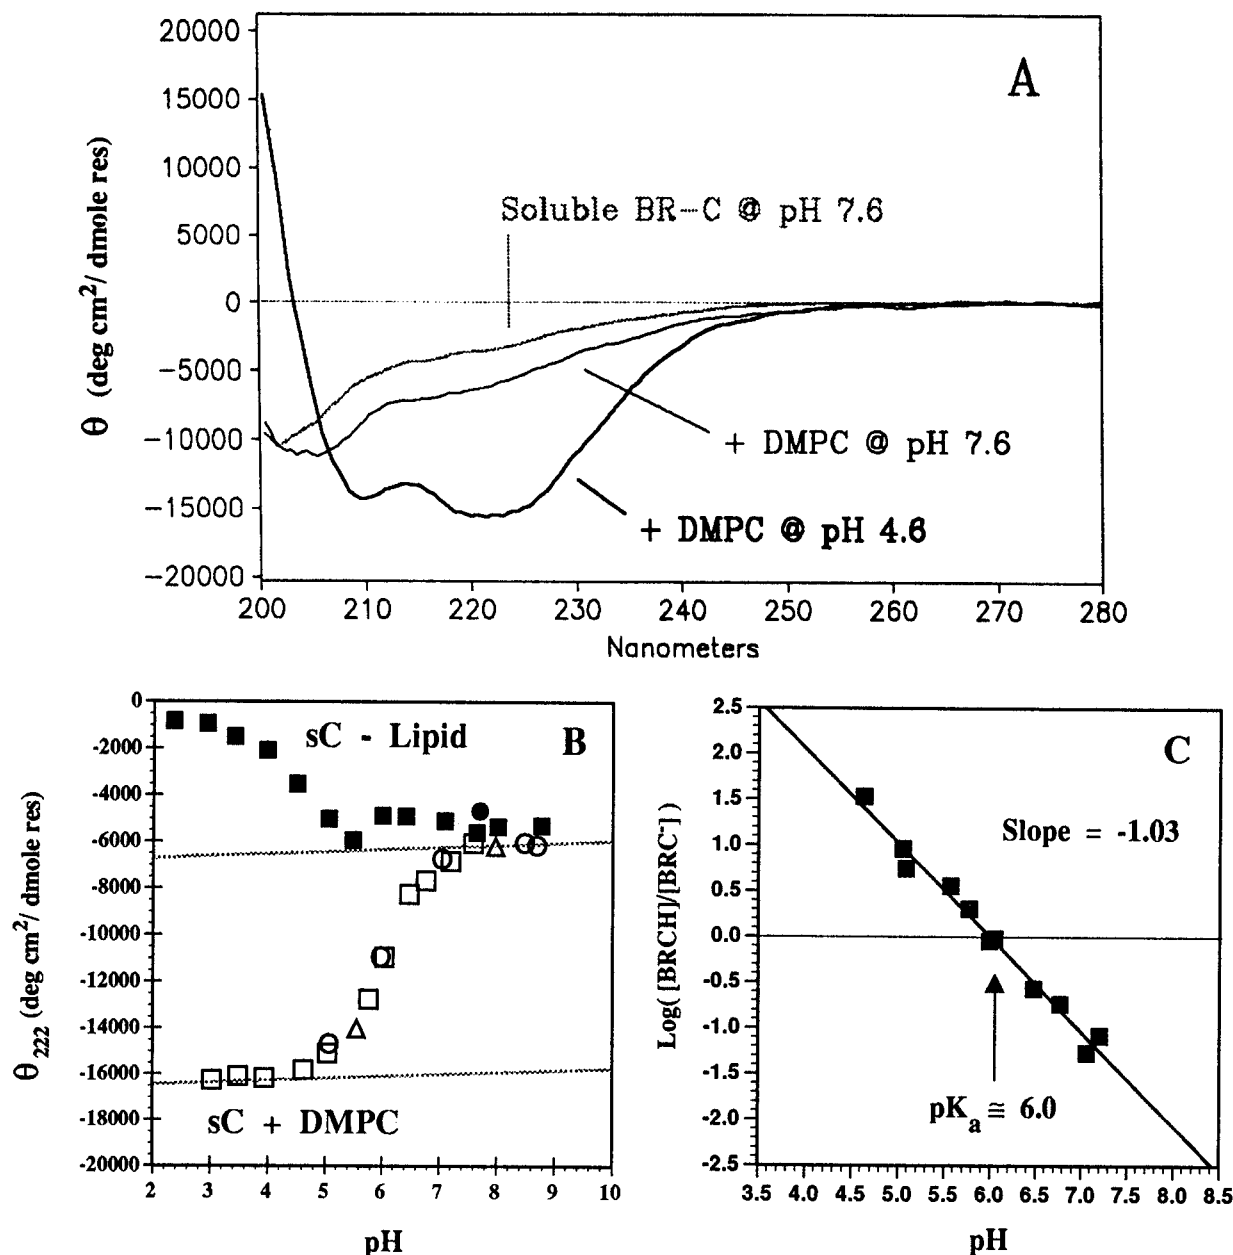 A
20000
15000
10000
5000
0
−5000
−10000
−15000
−20000
θ (deg cm²/ dmole res)
Soluble BR-C @ pH 7.6
+ DMPC @ pH 7.6
+ DMPC @ pH 4.6
200 210 220 230 240 250 260 270 280
Nanometers
B
sC - Lipid
0
-2000
-4000
-6000
-8000
-10000
-12000
-14000
-16000
-18000
-20000
θ222 (deg cm²/ dmole res)
sC + DMPC
2 3 4 5 6 7 8 9 10
pH
C
2.5
2.0
1.5
1.0
0.5
0.0
-0.5
-1.0
-1.5
-2.0
-2.5
Log( [BRCH]/[BRC⁻] )
Slope = -1.03
pKa ≅ 6.0
3.5 4.0 4.5 5.0 5.5 6.0 6.5 7.0 7.5 8.0 8.5
pH